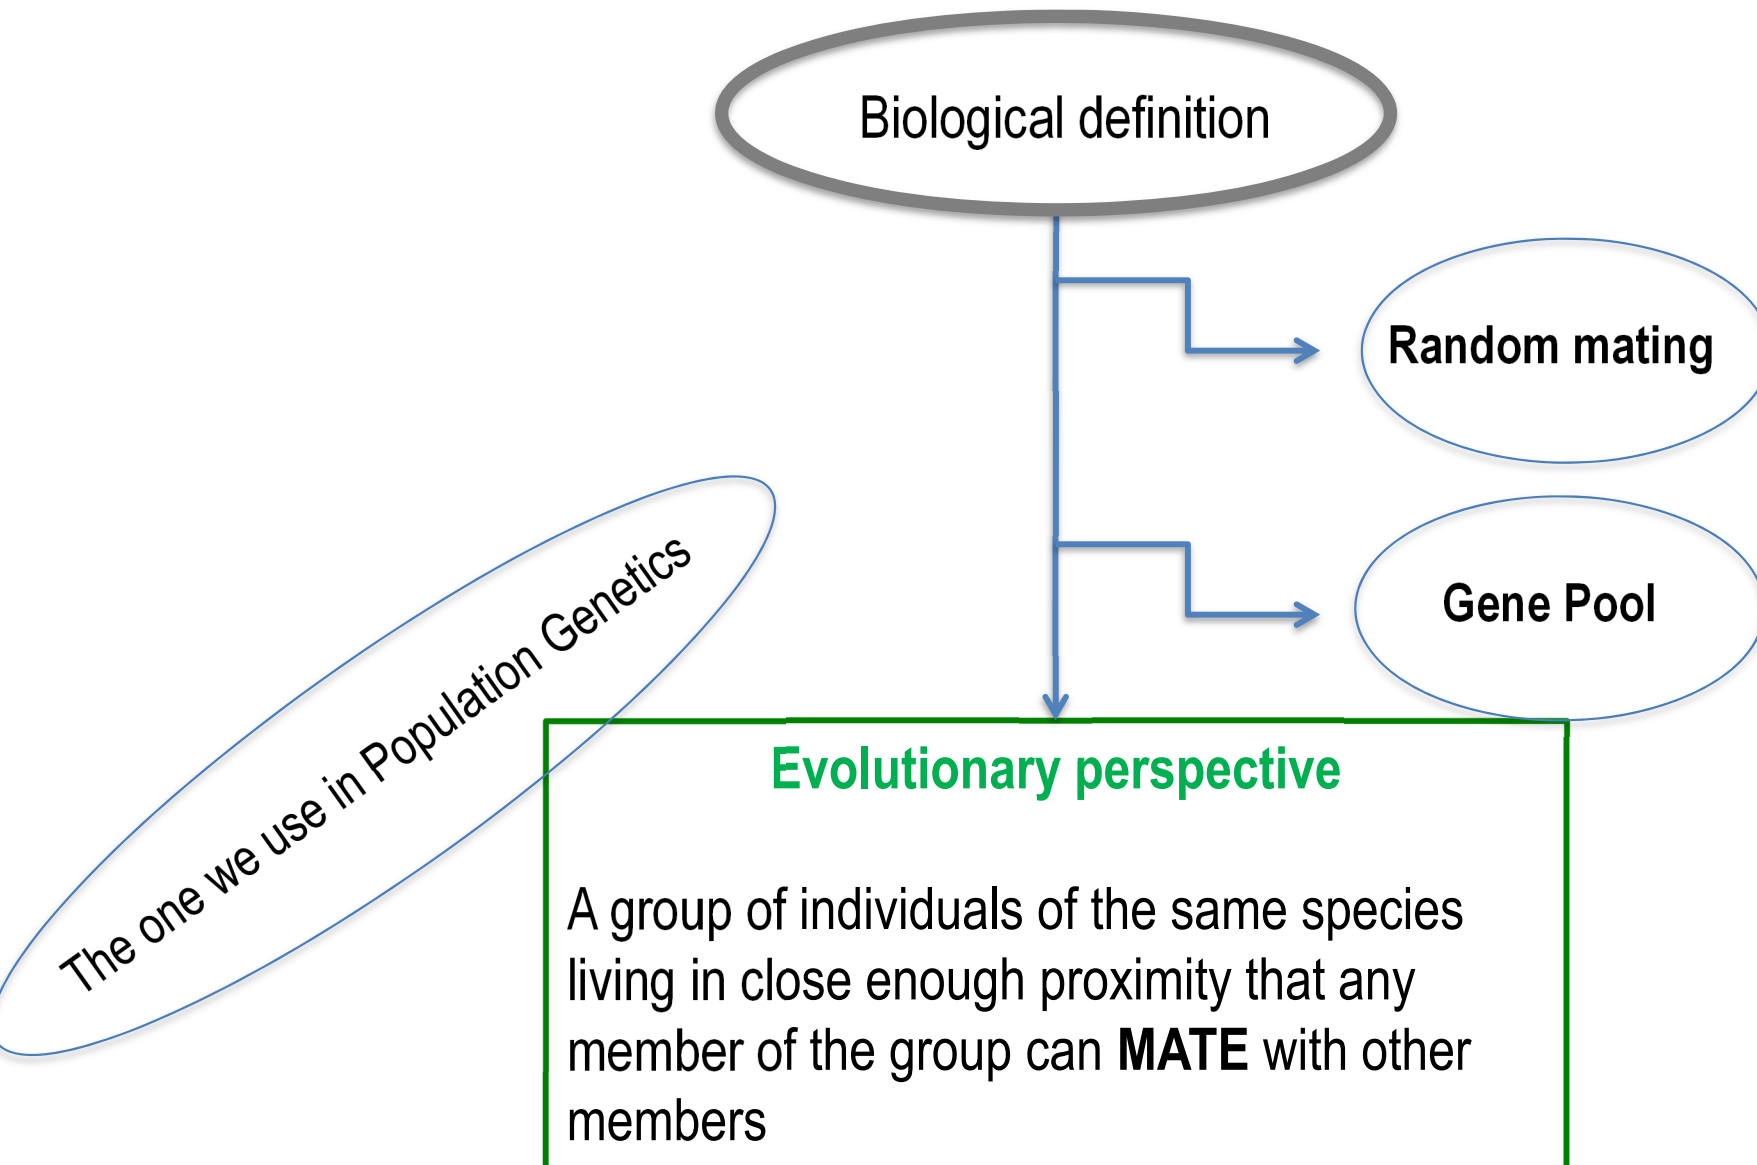 Biological definition
Random mating
Gene Pool
The one we use in Population Genetics
Evolutionary perspective
A group of individuals of the same species
living in close enough proximity that any
member of the group can MATE with other
members